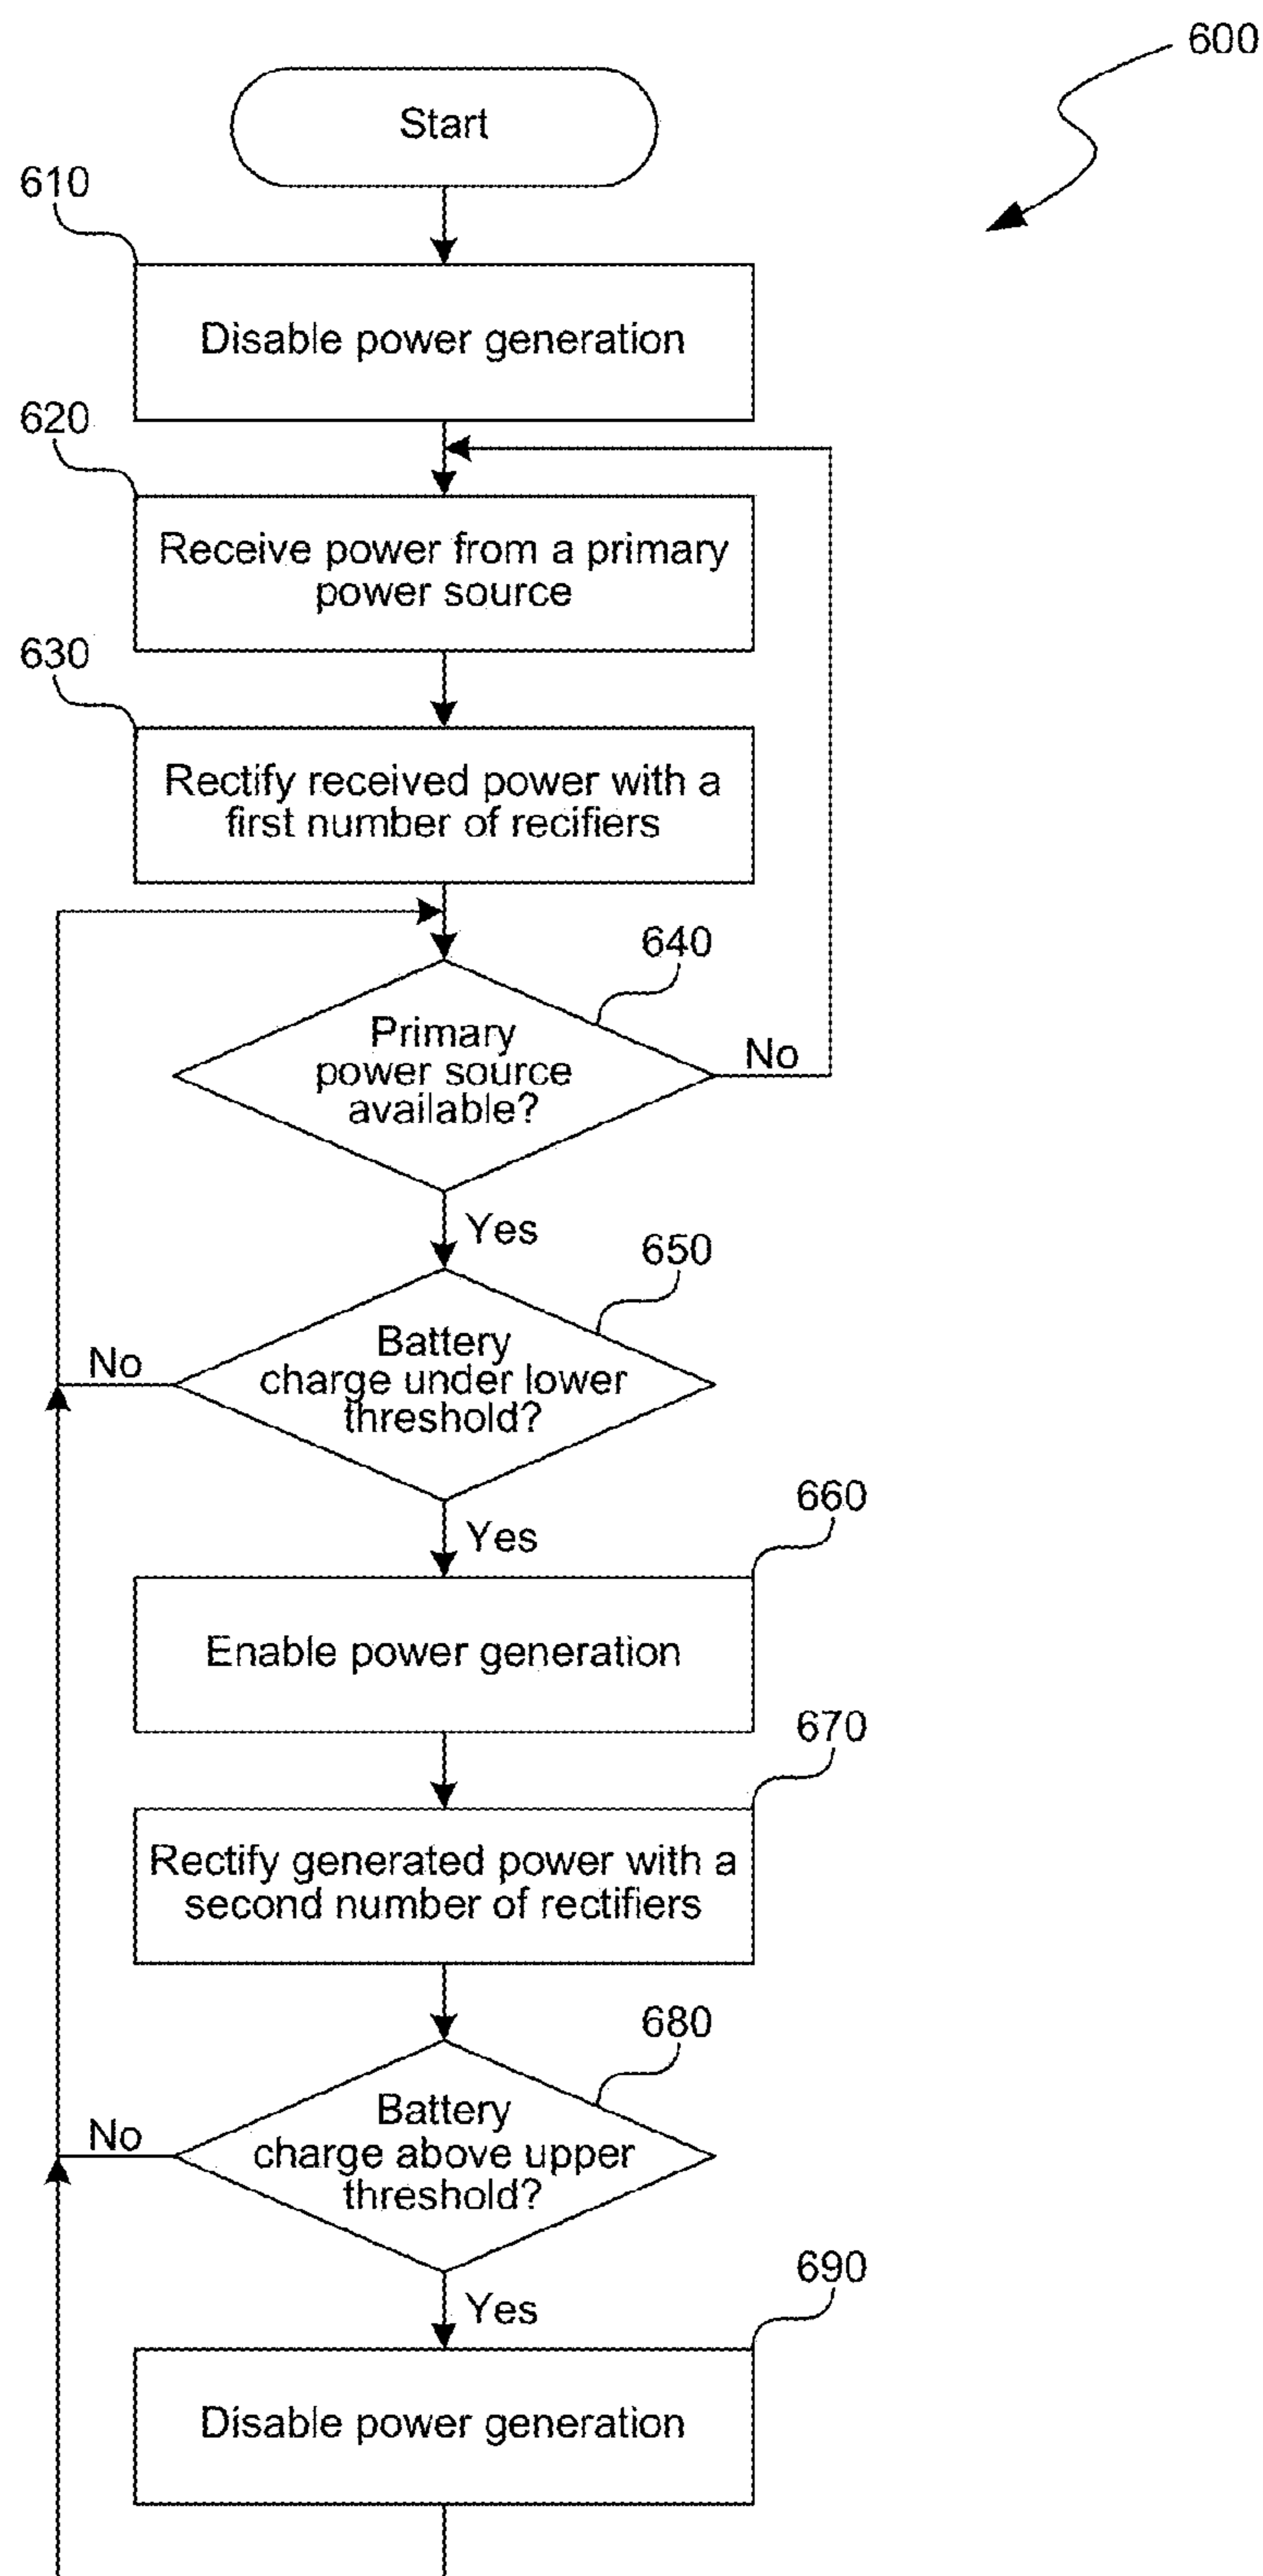 600
Start
610
Disable power generation
620
Receive power from a primary
power source
630
Rectify received power with a
first number of recifiers
640
Primary
power source
available?
No
Yes
650
Battery
charge under lower
threshold?
No
Yes
660
Enable power generation
670
Rectify generated power with a
second number of rectifiers
680
Battery
charge above upper
threshold?
No
Yes
690
Disable power generation